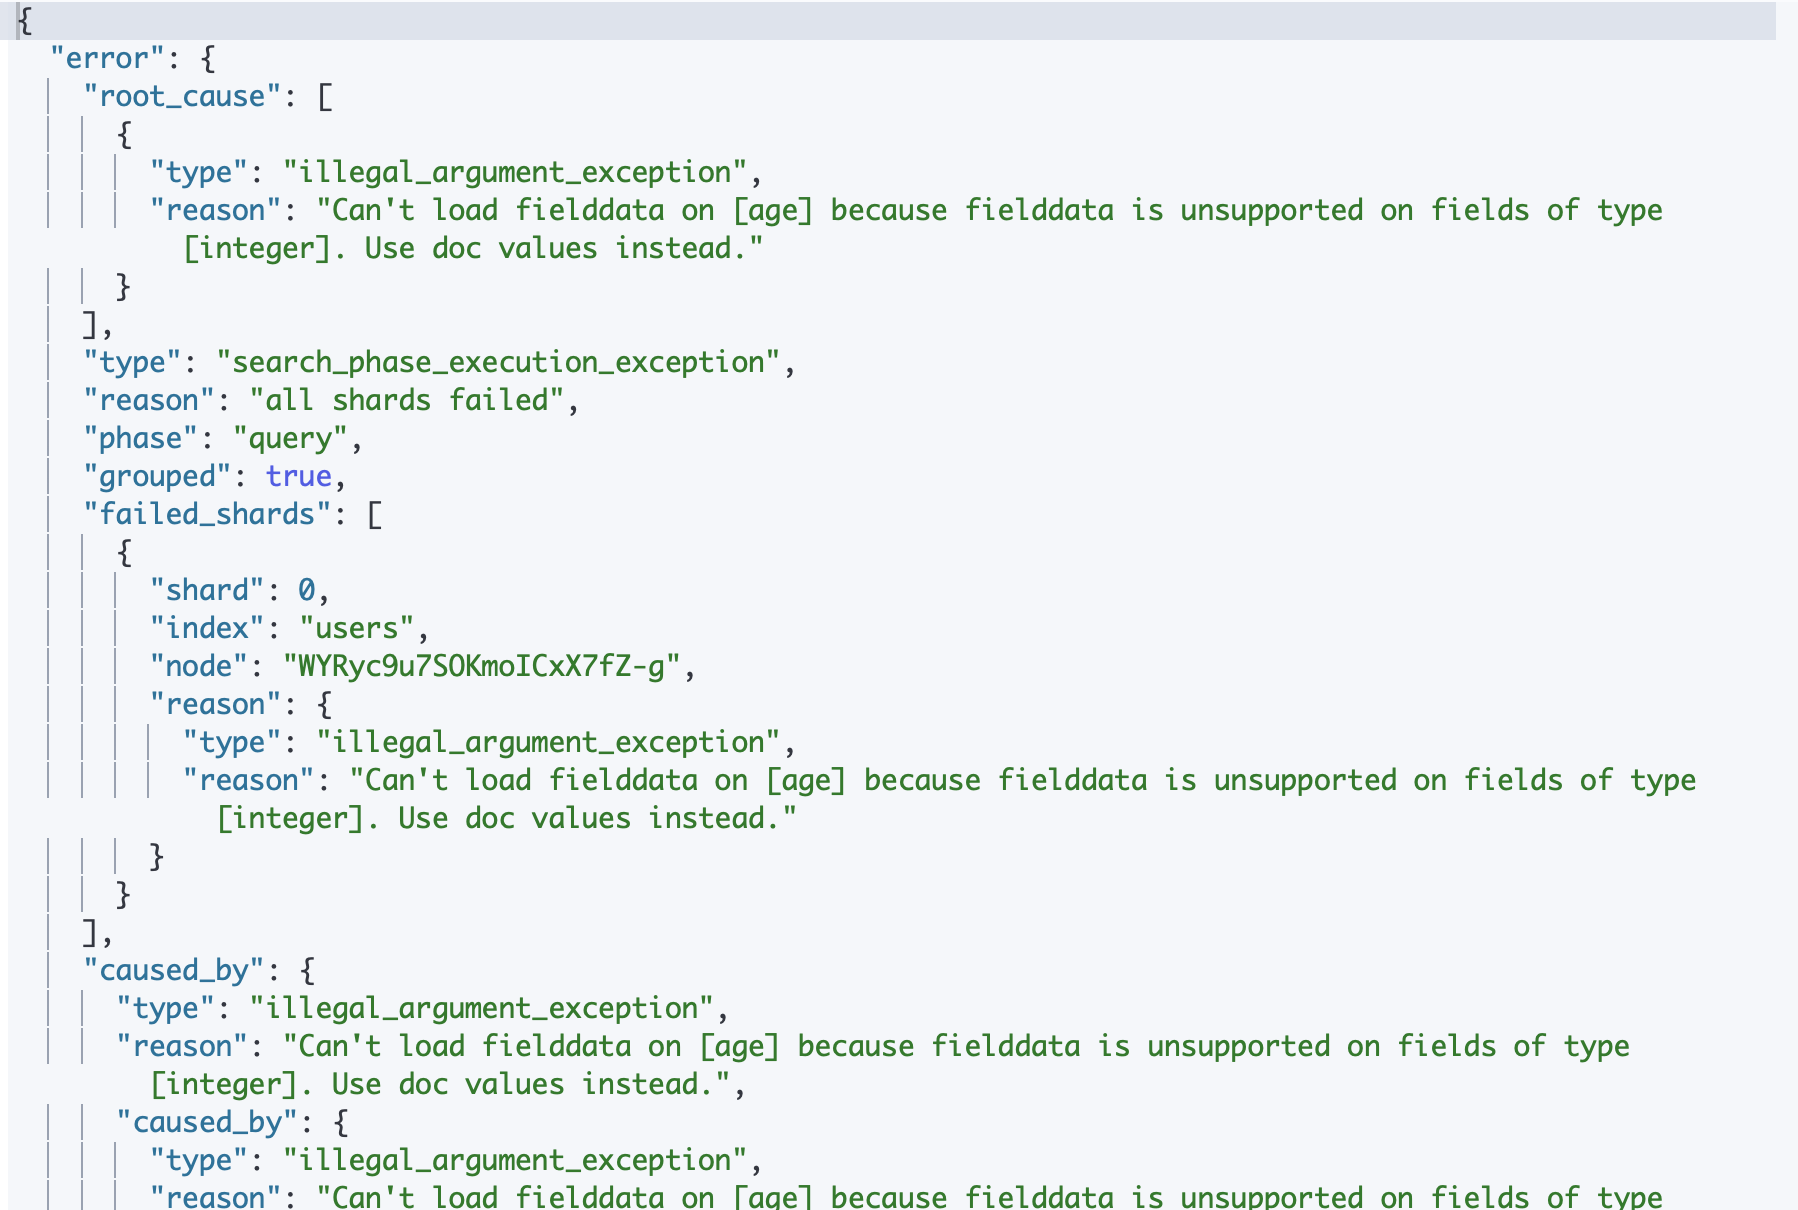 {
"error": {
"root_cause": [
{
"type": "illegal_argument_exception",
"reason": "Can't load fielddata on [age] because fielddata is unsupported on fields of type
[integer]. Use doc values instead."
}
],
"type": "search_phase_execution_exception",
"reason": "all shards failed",
"phase": "query",
"grouped": true,
"failed_shards": [
{
"shard": 0,
"index": "users",
"node": "WYRyc9u7SOKmoICxX7fZ-g",
"reason": {
"type": "illegal_argument_exception",
"reason": "Can't load fielddata on [age] because fielddata is unsupported on fields of type
[integer]. Use doc values instead."
}
}
],
"caused_by": {
"type": "illegal_argument_exception",
"reason": "Can't load fielddata on [age] because fielddata is unsupported on fields of type
[integer]. Use doc values instead.",
"caused_by": {
"type": "illegal_argument_exception",
"reason": "Can't load fielddata on [age] because fielddata is unsupported on fields of type